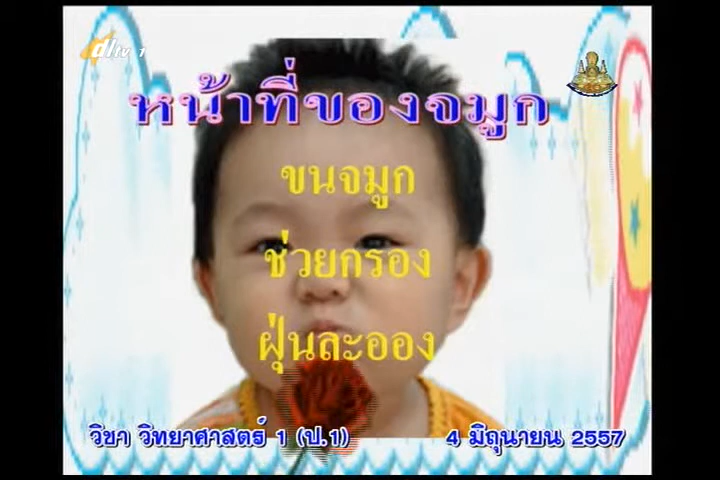 dltv 1
หน้าที่ของจมูก
ขนจมูก
ช่วยกรอง
ฝุ่นละออง
วิชา วิทยาศาสตร์ 1 (ป.1) 4 มิถุนายน 2557